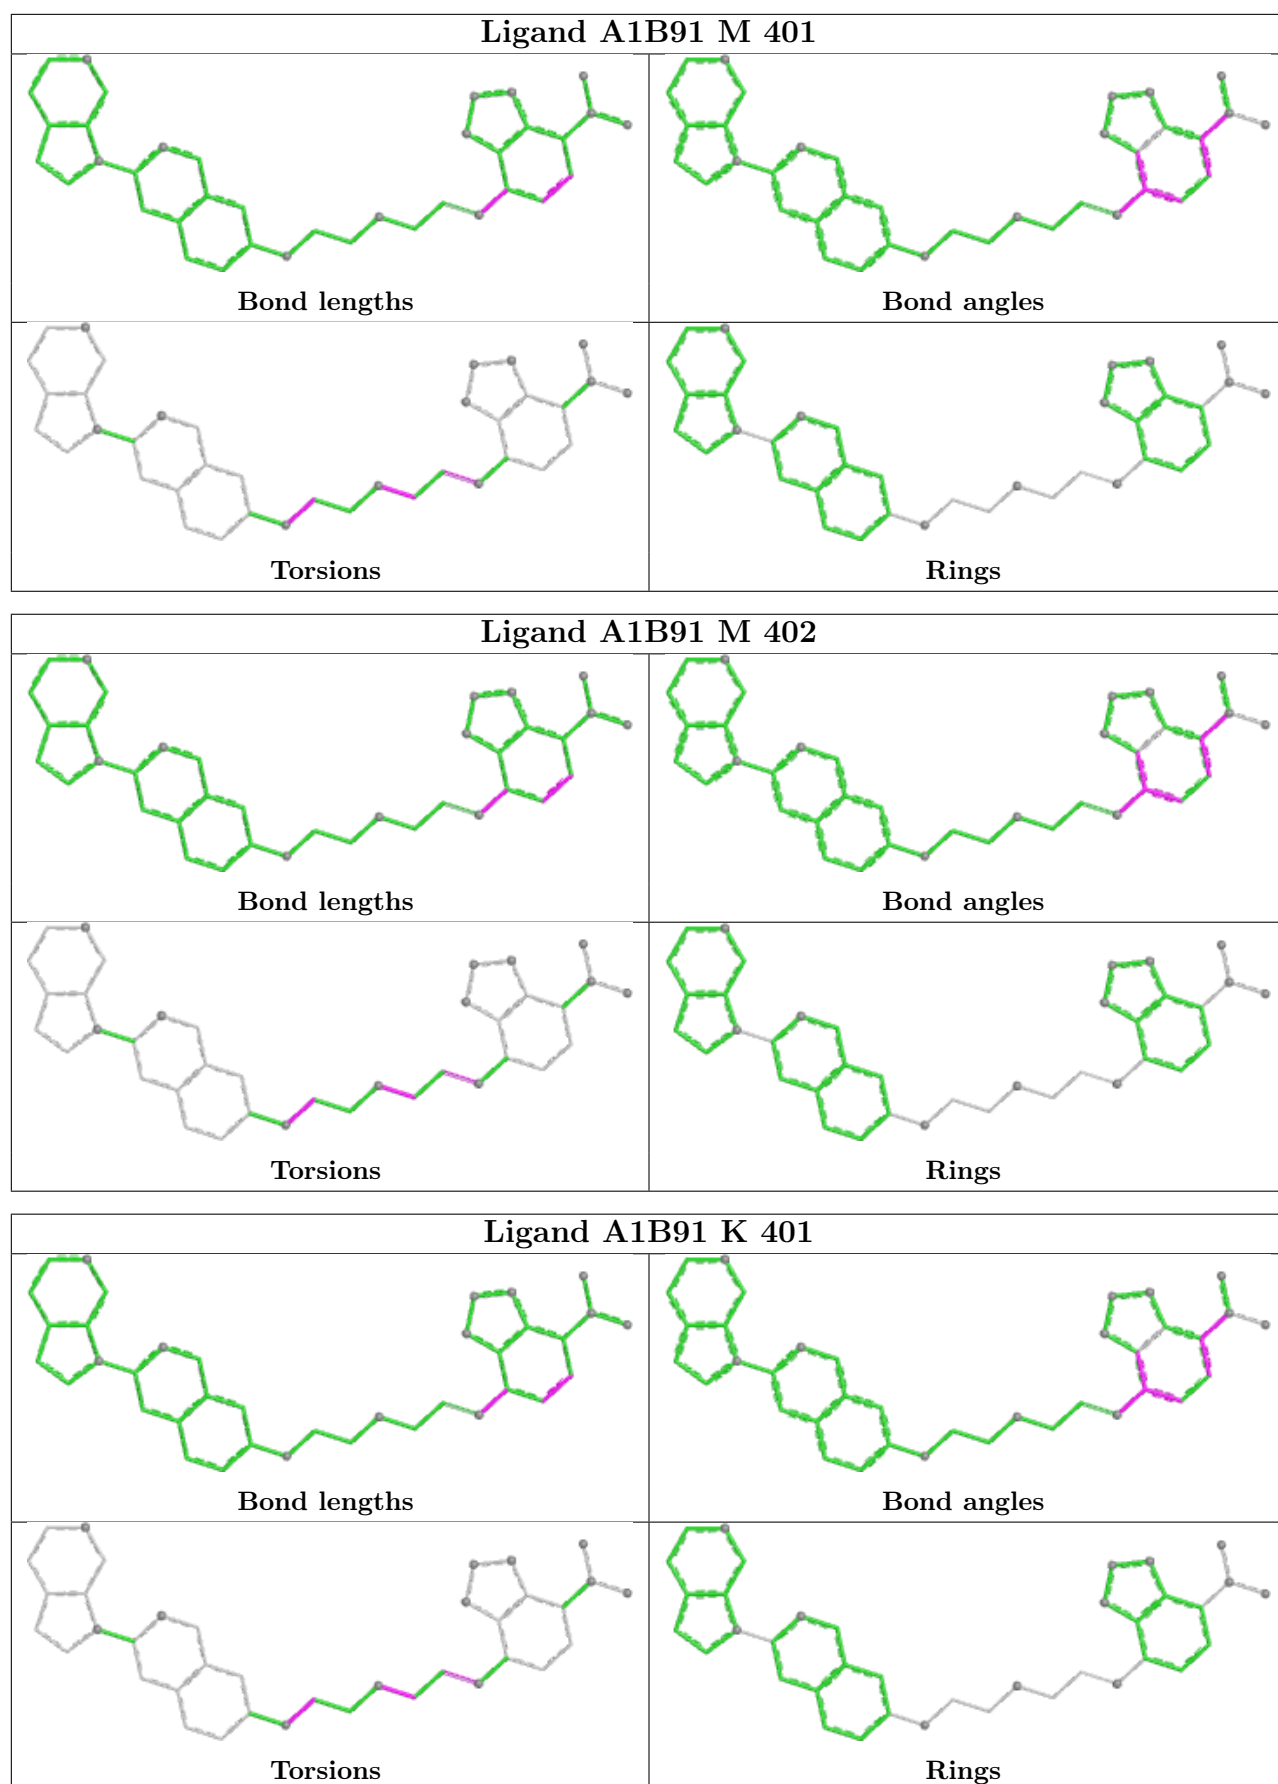 Ligand A1B91 M 401
Bond lengths
Bond angles
Torsions
Rings
Ligand A1B91 M 402
Bond lengths
Bond angles
Torsions
Rings
Ligand A1B91 K 401
Bond lengths
Bond angles
Torsions
Rings